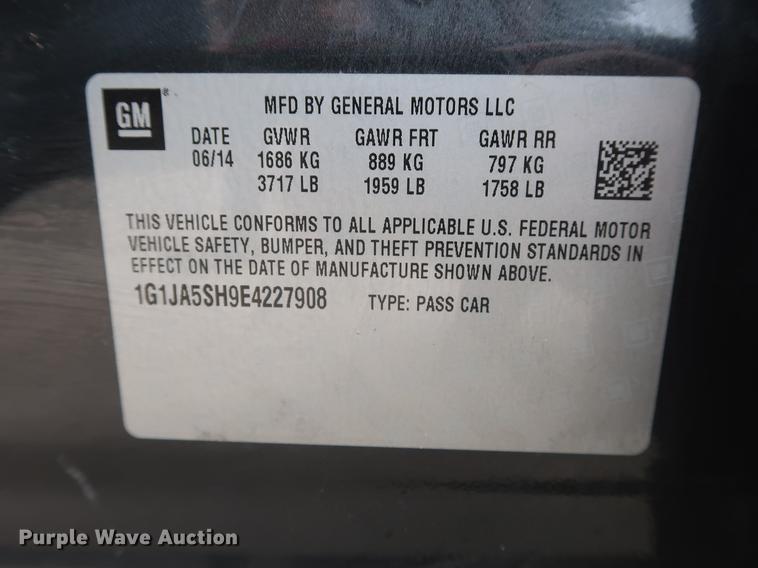 GM
MFD BY GENERAL MOTORS LLC
DATE GVWR GAWR FRT GAWR RR
06/14 1686 KG 889 KG 797 KG
3717 LB 1959 LB 1758 LB
THIS VEHICLE CONFORMS TO ALL APPLICABLE U.S. FEDERAL MOTOR
VEHICLE SAFETY, BUMPER, AND THEFT PREVENTION STANDARDS IN
EFFECT ON THE DATE OF MANUFACTURE SHOWN ABOVE.
1G1JA5SH9E4227908 TYPE: PASS CAR
Purple Wave Auction